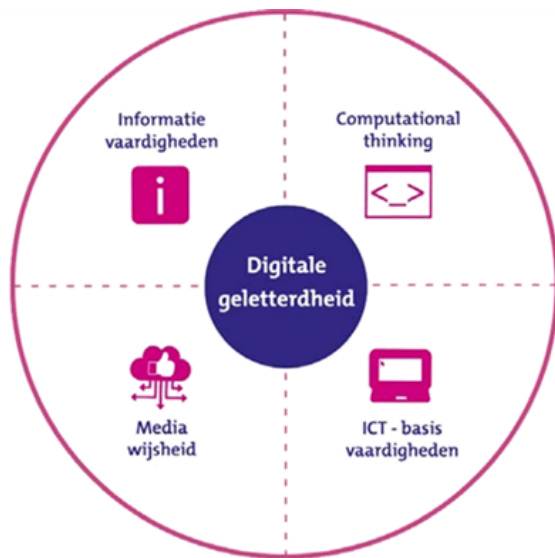 Informatie
vaardigheden
i
Computational
thinking
<_>
Digitale
geletterdheid
Media
wijsheid
ICT - basis
vaardigheden